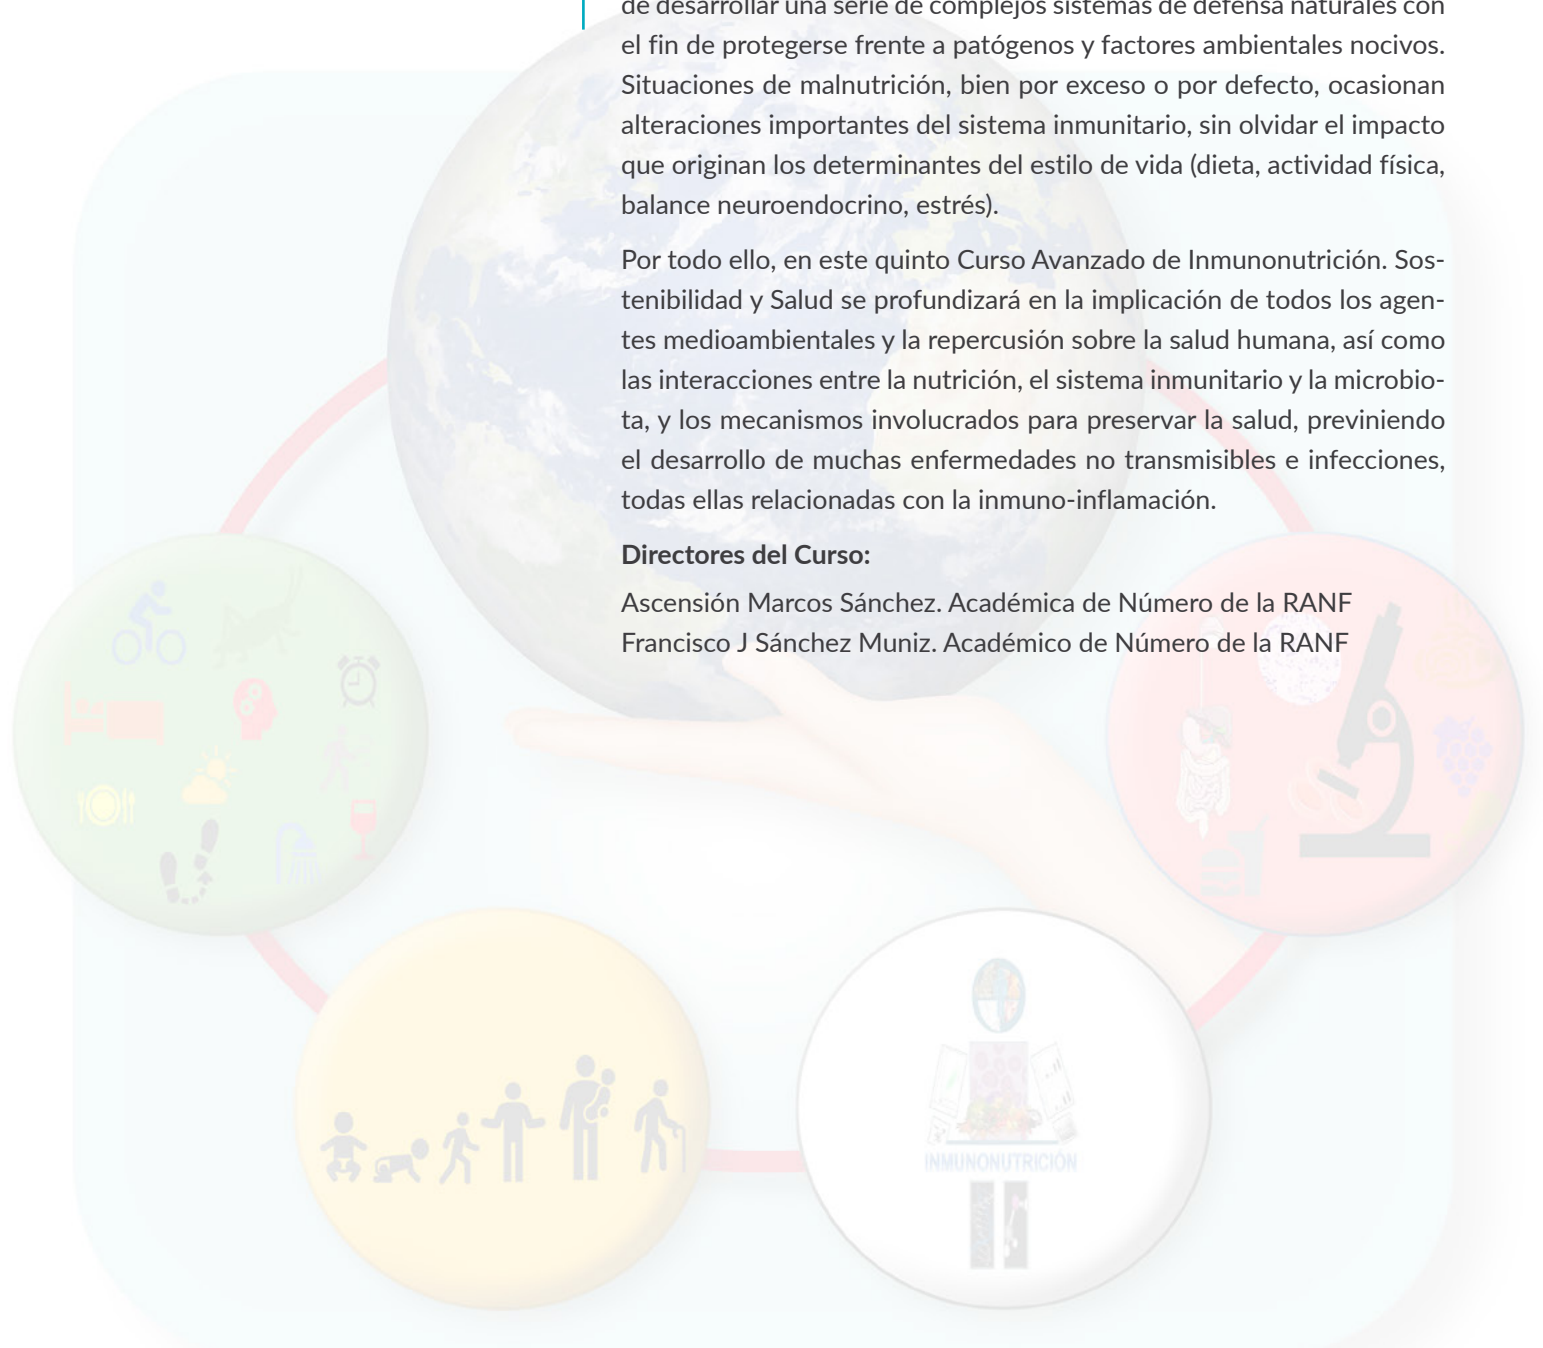 de desarrollar una serie de complejos sistemas de defensa naturales con
el fin de protegerse frente a patógenos y factores ambientales nocivos.
Situaciones de malnutrición, bien por exceso o por defecto, ocasionan
alteraciones importantes del sistema inmunitario, sin olvidar el impacto
que originan los determinantes del estilo de vida (dieta, actividad física,
balance neuroendocrino, estrés).
Por todo ello, en este quinto Curso Avanzado de Inmunonutrición. Sos-
tenibilidad y Salud se profundizará en la implicación de todos los agen-
tes medioambientales y la repercusión sobre la salud humana, así como
las interacciones entre la nutrición, el sistema inmunitario y la microbio-
ta, y los mecanismos involucrados para preservar la salud, previniendo
el desarrollo de muchas enfermedades no transmisibles e infecciones,
todas ellas relacionadas con la inmuno-inflamación.
Directores del Curso:
Ascensión Marcos Sánchez. Académica de Número de la RANF
Francisco J Sánchez Muniz. Académico de Número de la RANF
INMUNONUTRICIÓN